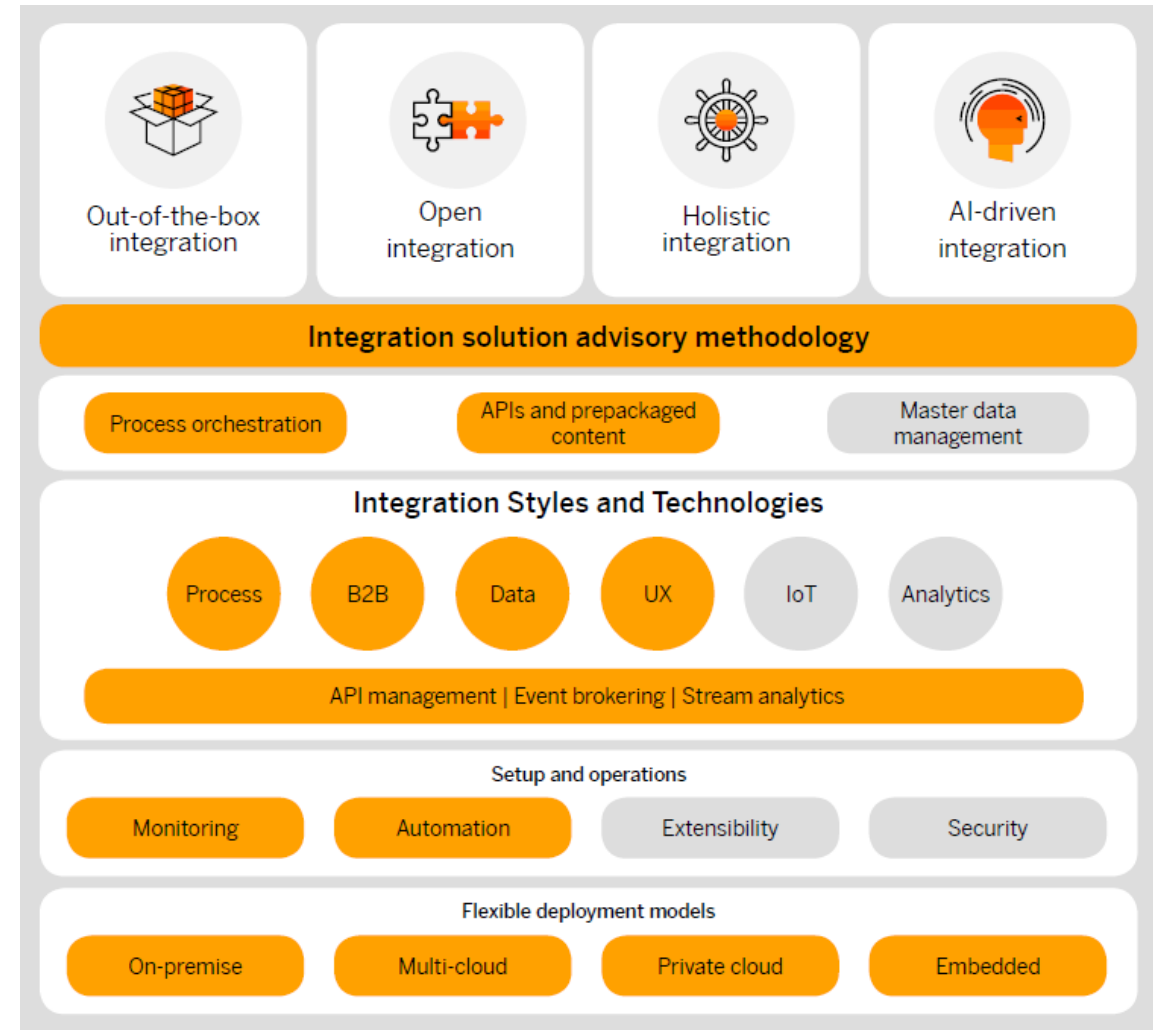 Out-of-the-box
integration
Open
integration
Holistic
integration
AI-driven
integration
Integration solution advisory methodology
Process orchestration
APIs and prepackaged
content
Master data
management
Integration Styles and Technologies
Process
B2B
Data
UX
IoT
Analytics
API management | Event brokering | Stream analytics
Setup and operations
Monitoring
Automation
Extensibility
Security
Flexible deployment models
On-premise
Multi-cloud
Private cloud
Embedded